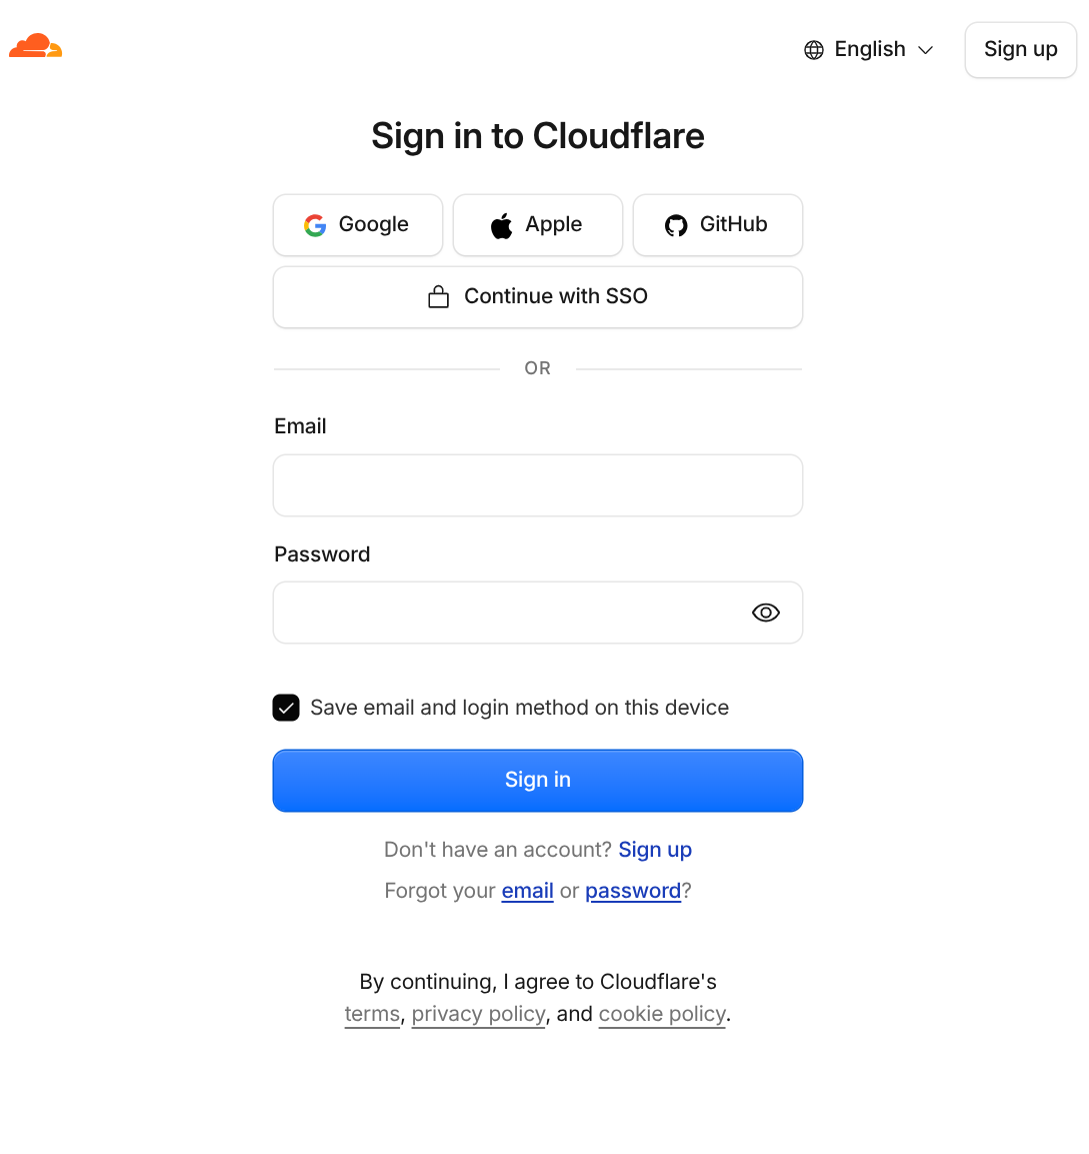 English
Sign up
Sign in to Cloudflare
Google
Apple
GitHub
Continue with SSO
OR
Email
Password
Save email and login method on this device
Sign in
Don't have an account? Sign up
Forgot your email or password?
By continuing, I agree to Cloudflare's
terms, privacy policy, and cookie policy.